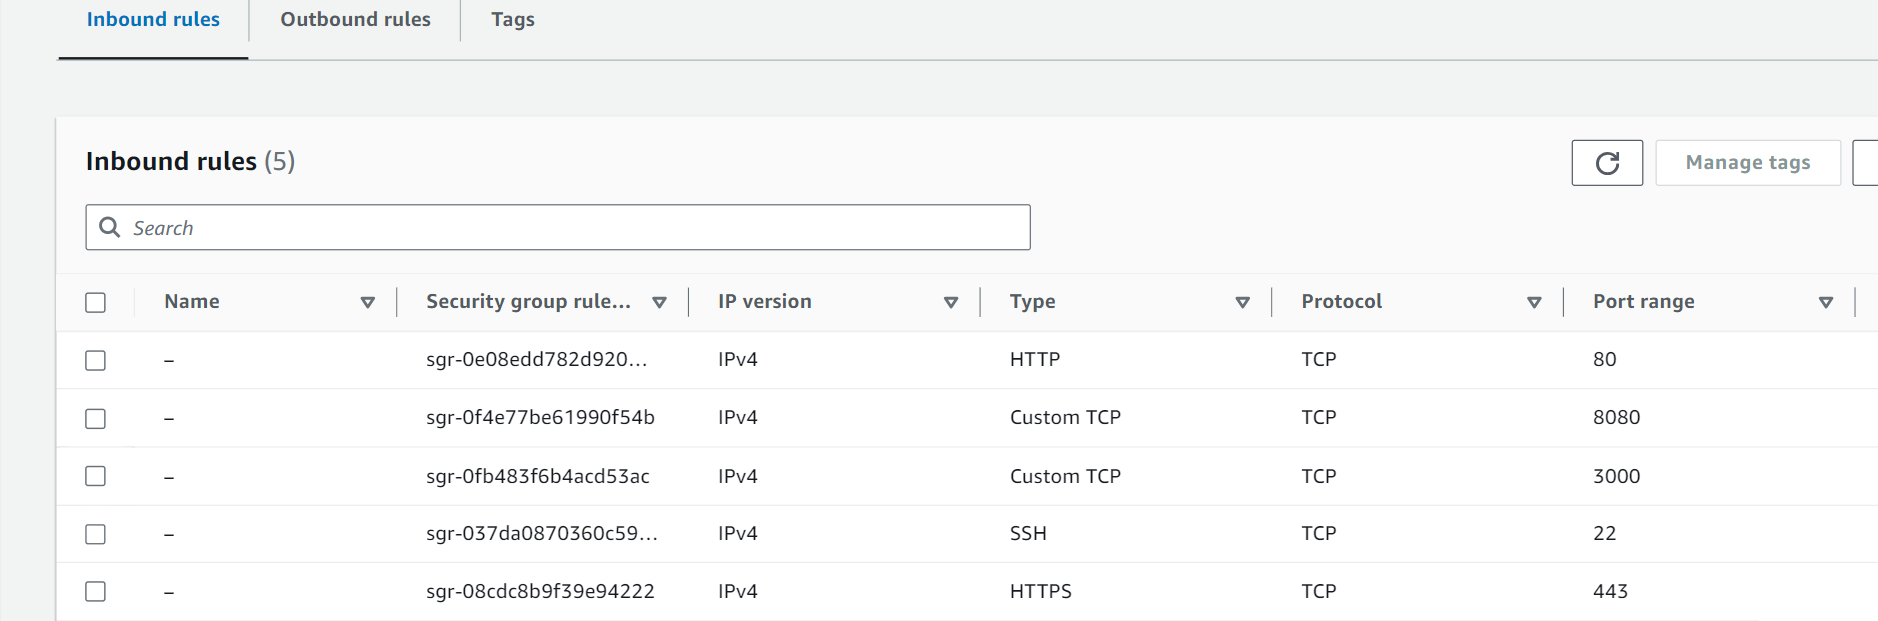 Inbound rules Outbound rules Tags
Inbound rules (5)
Manage tags
Search
Name Security group rule... IP version Type Protocol Port range
– sgr-0e08edd782d920... IPv4 HTTP TCP 80
– sgr-0f4e77be61990f54b IPv4 Custom TCP TCP 8080
– sgr-0fb483f6b4acd53ac IPv4 Custom TCP TCP 3000
– sgr-037da0870360c59... IPv4 SSH TCP 22
– sgr-08cdc8b9f39e94222 IPv4 HTTPS TCP 443